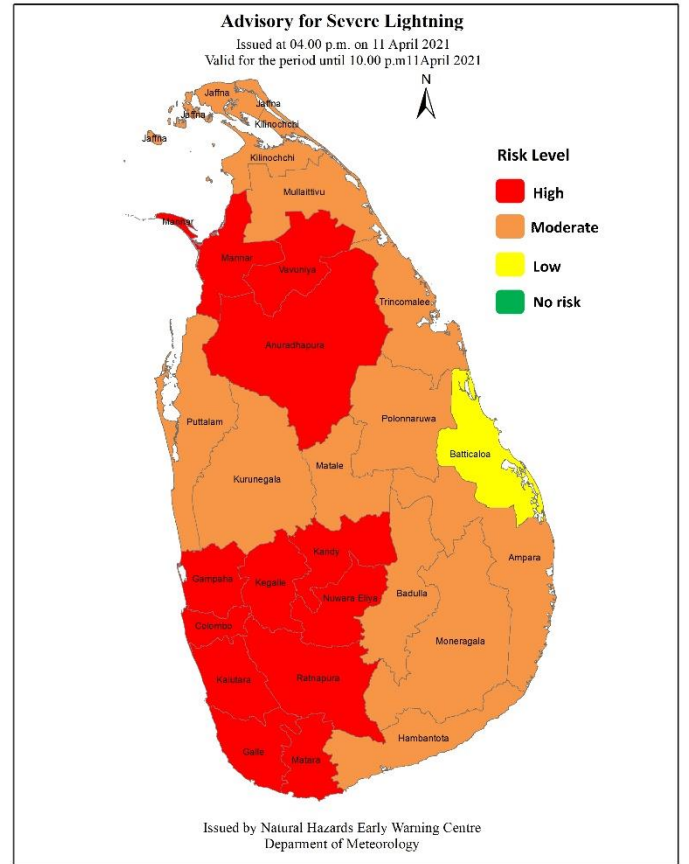 Advisory for Severe Lightning
Issued at 04.00 p.m. on 11 April 2021
Valid for the period until 10.00 p.m11April 2021
N
Jaffna
Jaffna
Jaffna
Kilinochchi
Jaffna
Kilinochchi
Mullaittivu
Risk Level
High
Moderate
Low
No risk
Mannar
Mannar
Vavuniya
Trincomalee
Anuradhapura
Puttalam
Polonnaruwa
Kurunegala
Matale
Batticaloa
Kandy
Ampara
Gampaha
Kegalle
Nuwara Eliya
Badulla
Colombo
Moneragala
Kalutara
Ratnapura
Hambantota
Galle
Matara
Issued by Natural Hazards Early Warning Centre
Deparment of Meteorology